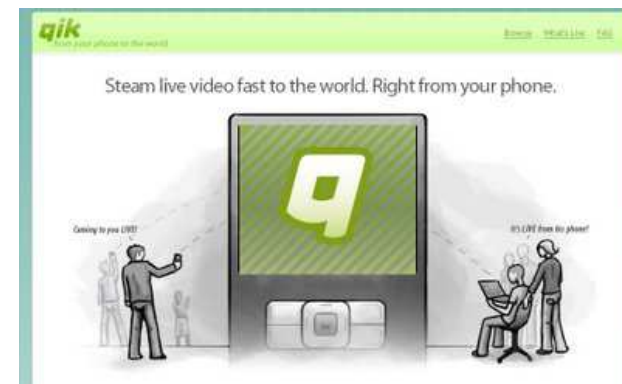 qik
from your phone to the world
Browse What's Live FAQ
Steam live video fast to the world. Right from your phone.
q
Coming to you LIVE!
It's LIVE from his phone!